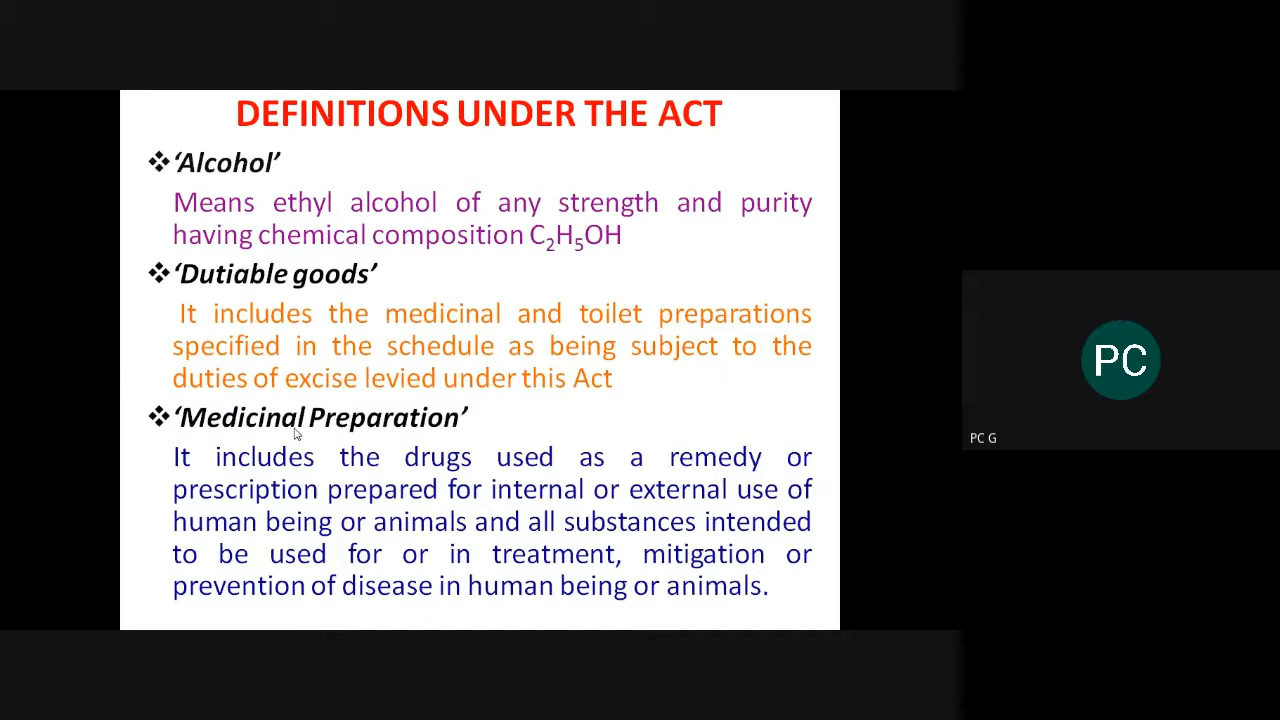 DEFINITIONS UNDER THE ACT
❖‘Alcohol’
Means ethyl alcohol of any strength and purity
having chemical composition C₂H₅OH
❖‘Dutiable goods’
It includes the medicinal and toilet preparations
specified in the schedule as being subject to the
duties of excise levied under this Act
❖‘Medicinal Preparation’
It includes the drugs used as a remedy or
prescription prepared for internal or external use of
human being or animals and all substances intended
to be used for or in treatment, mitigation or
prevention of disease in human being or animals.
PC
PC G